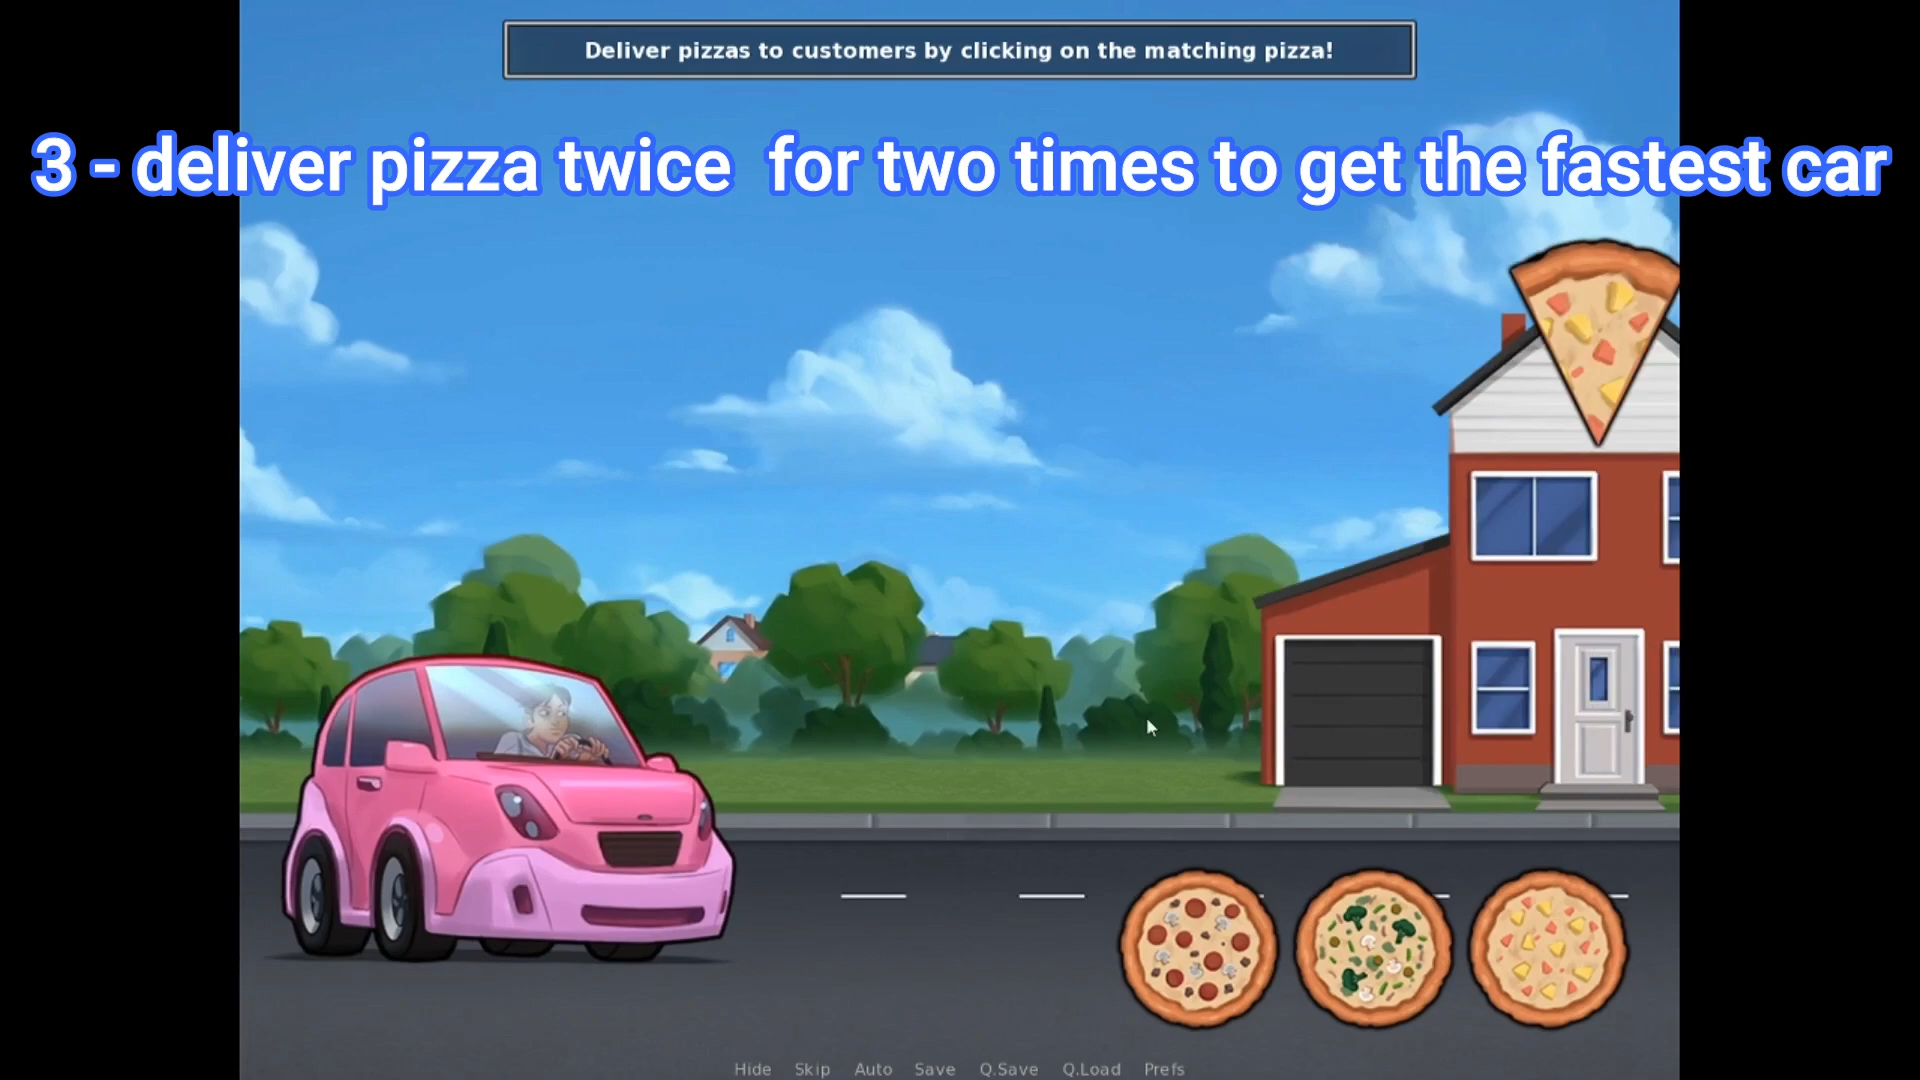 Deliver pizzas to customers by clicking on the matching pizza!
3 - deliver pizza twice  for two times to get the fastest car
Hide Skip Auto Save Q.Save Q.Load Prefs